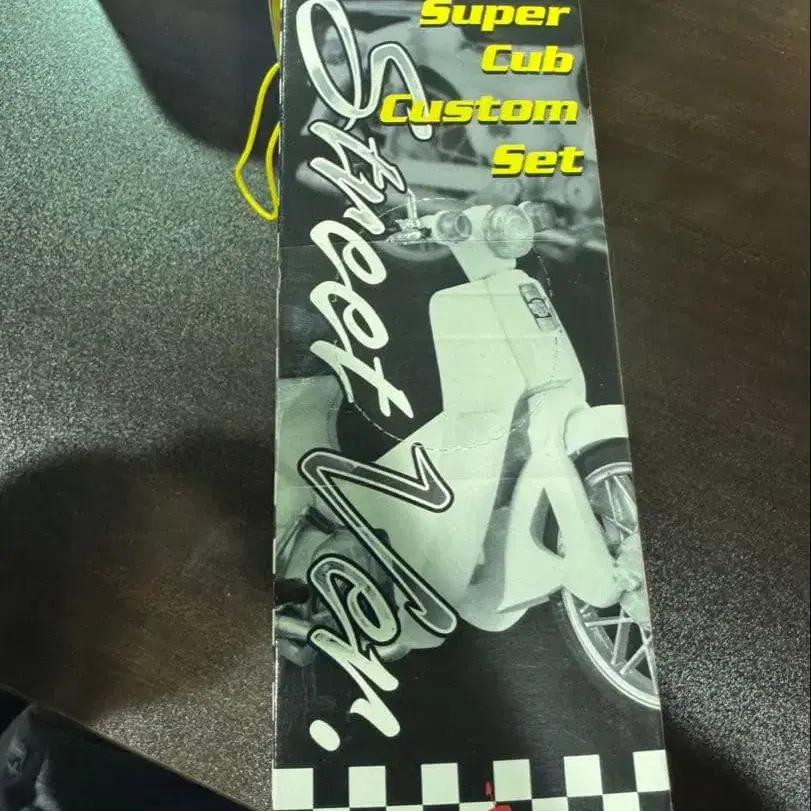 Super
Cub
Custom
Set
Street Ver.